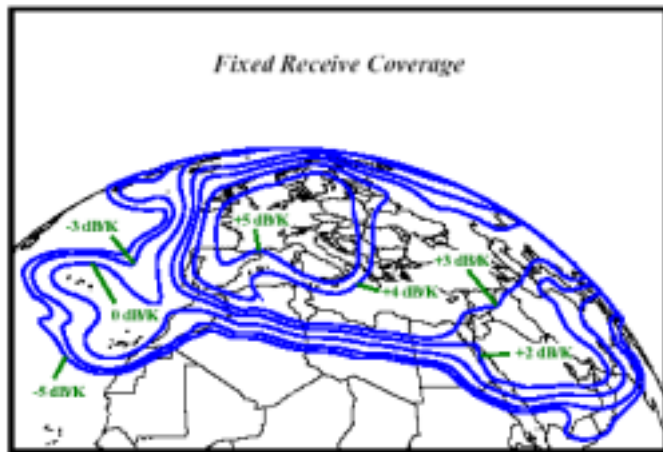 Fixed Receive Coverage
-3 dB/K
+5 dB/K
+3 dB/K
0 dB/K
+4 dB/K
+2 dB/K
-5 dB/K